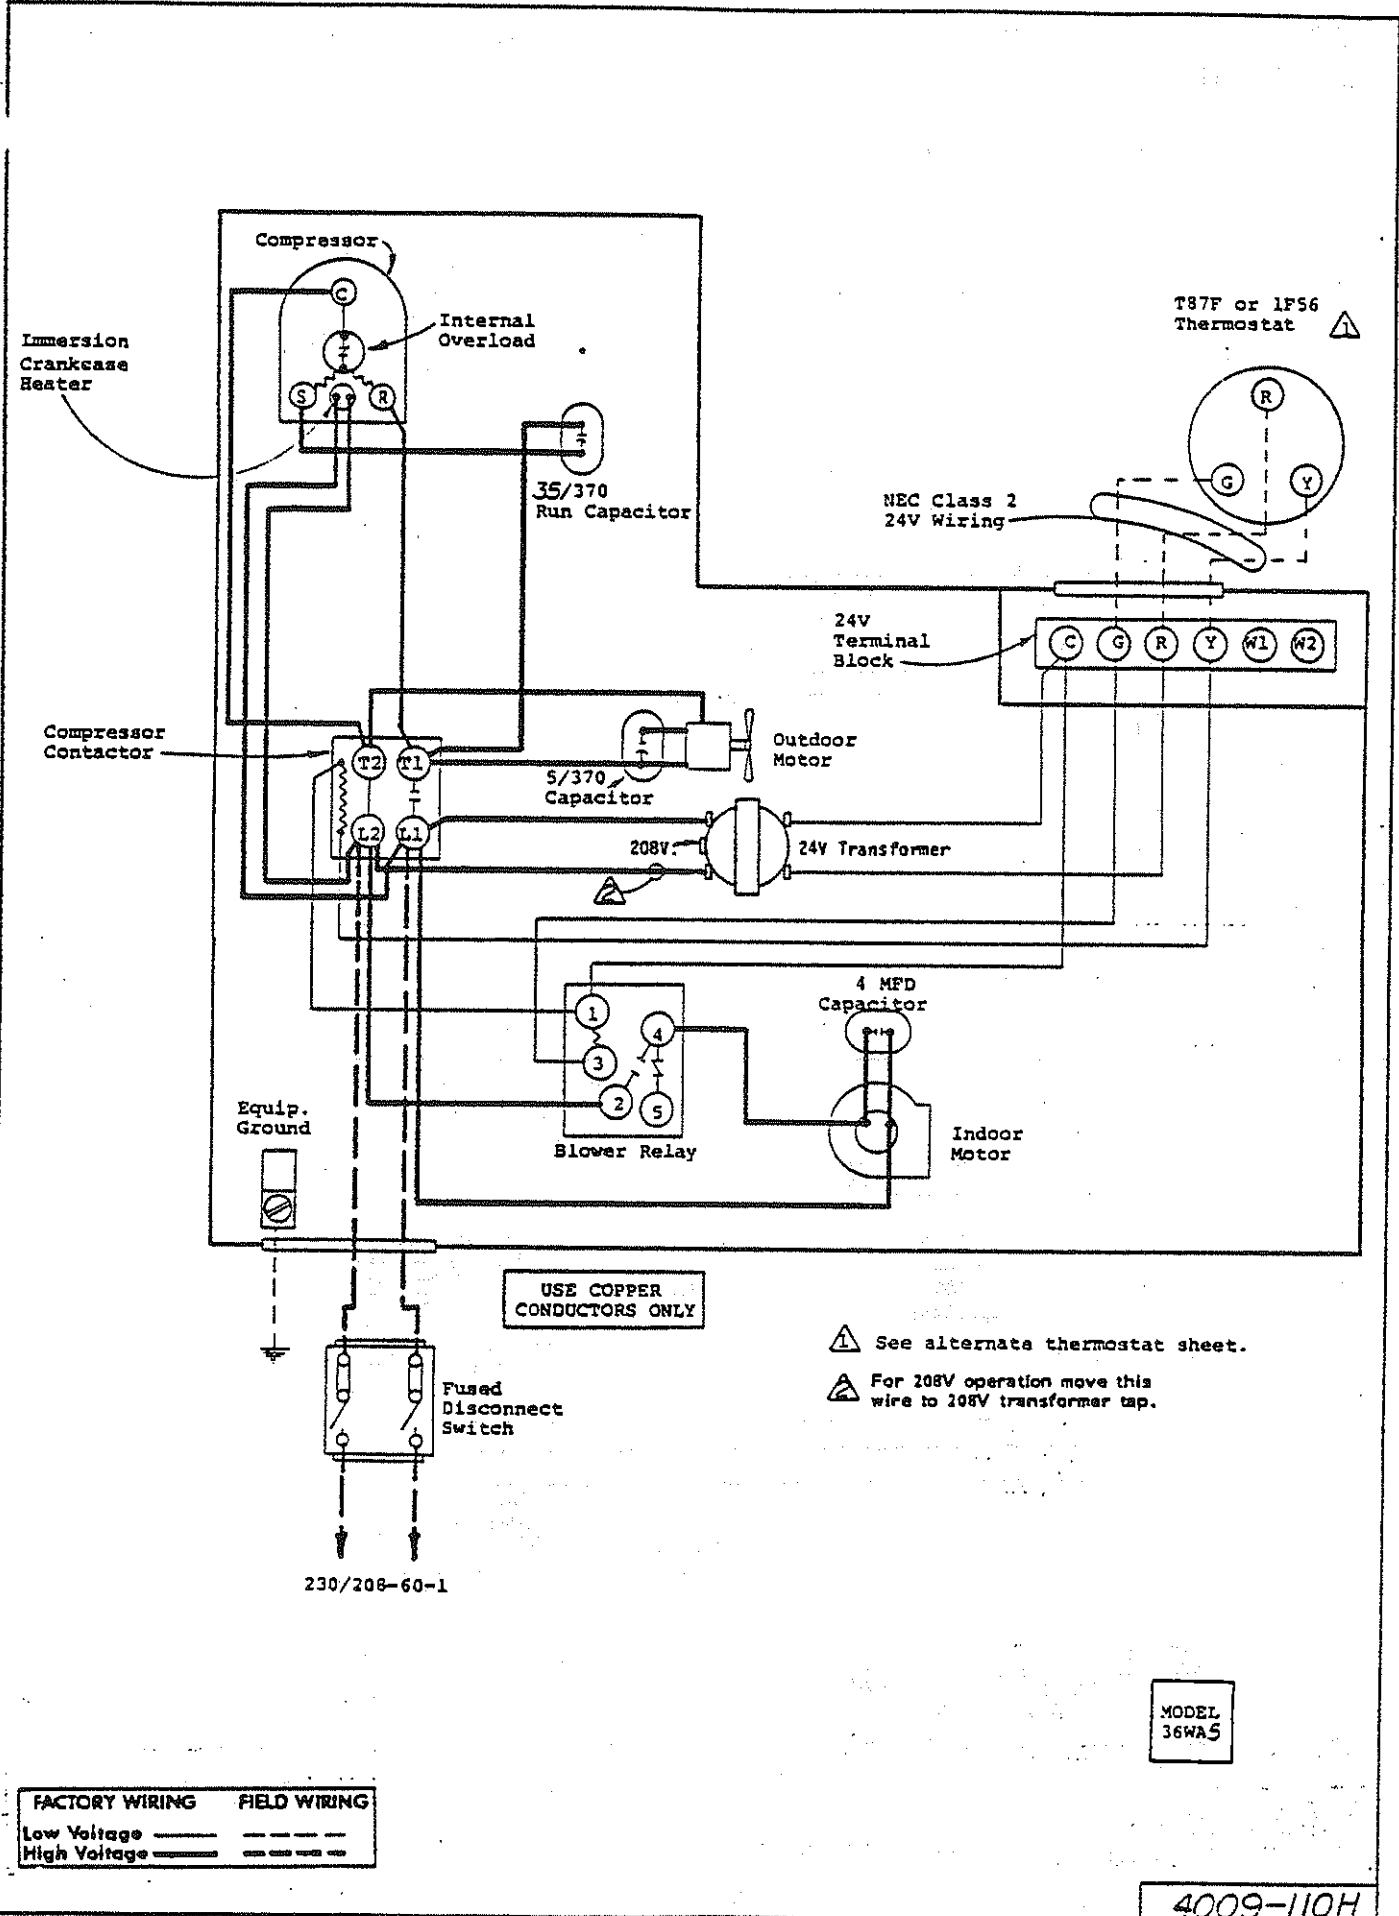 Compressor
C
Internal
Overload
Immersion
Crankcase
Heater
S
R
35/370
Run Capacitor
T87F or 1F56
Thermostat
1
R
G
Y
NEC Class 2
24V Wiring
24V
Terminal
Block
C
G
R
Y
W1
W2
Compressor
Contactor
T2
T1
L2
L1
5/370
Capacitor
Outdoor
Motor
208V.
24V Transformer
2
4 MFD
Capacitor
1
3
4
2
5
Blower Relay
Indoor
Motor
Equip.
Ground
USE COPPER
CONDUCTORS ONLY
1 See alternate thermostat sheet.
2 For 208V operation move this
wire to 208V transformer tap.
Fused
Disconnect
Switch
230/208-60-1
MODEL
36WA5
FACTORY WIRING FIELD WIRING
Low Voltage
High Voltage
4009-110H